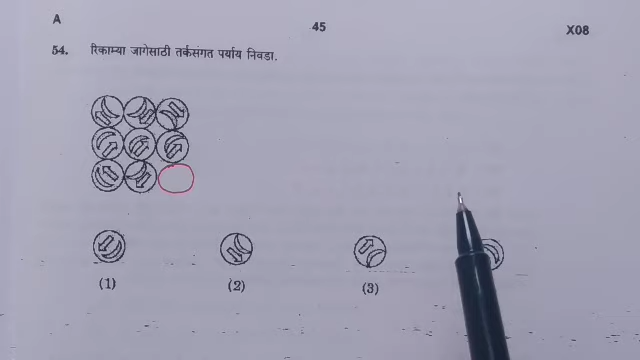 A
45
X08
54. रिकाम्या जागेसाठी तर्कसंगत पर्याय निवडा.
(1)
(2)
(3)